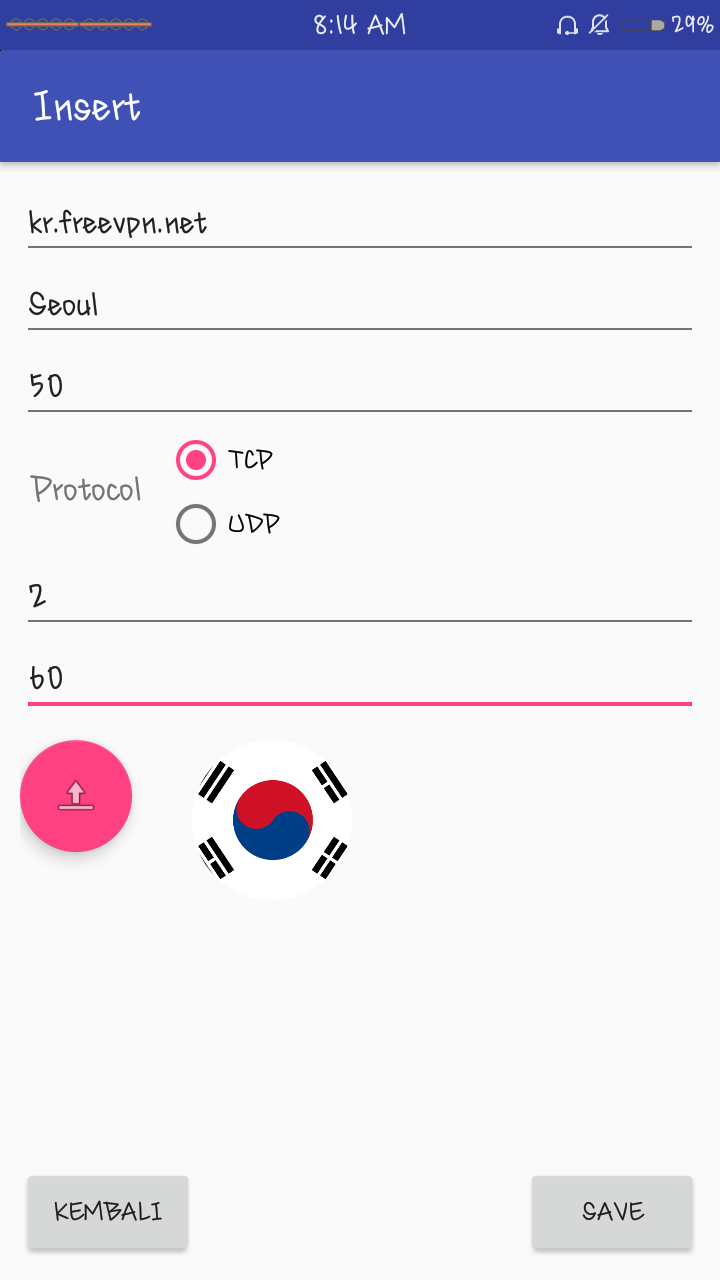 8:14 AM 29%
Insert
kr.freevpn.net
Seoul
50
Protocol
TCP
UDP
2
60
KEMBALI
SAVE